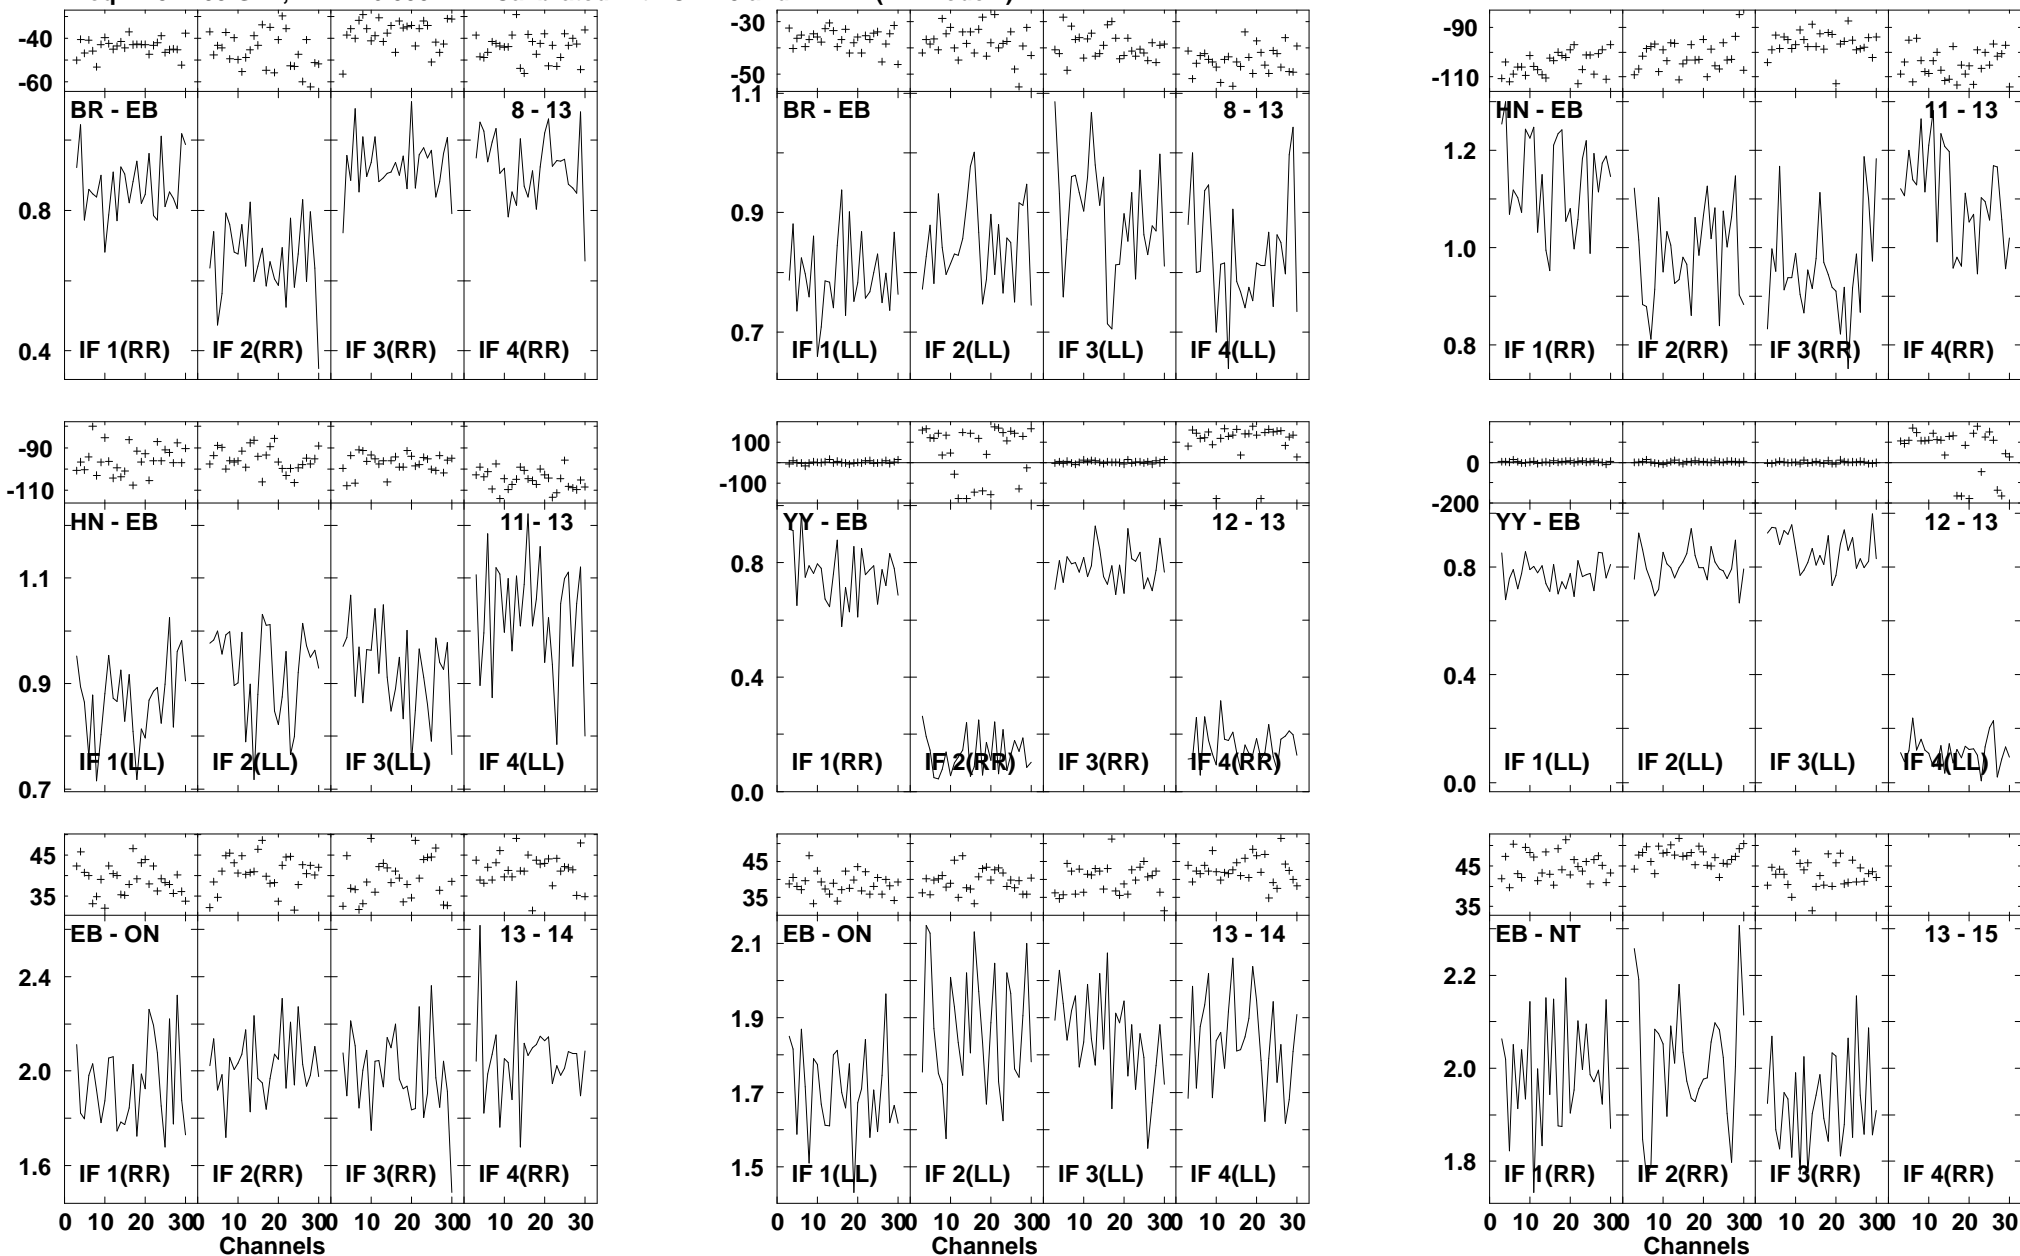 -40
-60
BR - EB 8 - 13
0.8
0.4
IF 1(RR) IF 2(RR) IF 3(RR) IF 4(RR)
-30
-50
1.1
BR - EB 8 - 13
0.9
0.7
IF 1(LL) IF 2(LL) IF 3(LL) IF 4(LL)
-90
-110
HN - EB 11 - 13
1.2
1.0
0.8
IF 1(RR) IF 2(RR) IF 3(RR) IF 4(RR)
-90
-110
HN - EB 11 - 13
1.1
0.9
0.7
IF 1(LL) IF 2(LL) IF 3(LL) IF 4(LL)
100
-100
YY - EB 12 - 13
0.8
0.4
0.0
IF 1(RR) IF 2(RR) IF 3(RR) IF 4(RR)
0
-200
YY - EB 12 - 13
0.8
0.4
0.0
IF 1(LL) IF 2(LL) IF 3(LL) IF 4(LL)
45
35
EB - ON 13 - 14
2.4
2.0
1.6
IF 1(RR) IF 2(RR) IF 3(RR) IF 4(RR)
0 10 20 30 0 10 20 30 0 10 20 30 0 10 20 30
Channels
45
35
EB - ON 13 - 14
2.1
1.9
1.7
1.5
IF 1(LL) IF 2(LL) IF 3(LL) IF 4(LL)
0 10 20 30 0 10 20 30 0 10 20 30 0 10 20 30
Channels
45
35
EB - NT 13 - 15
2.2
2.0
1.8
IF 1(RR) IF 2(RR) IF 3(RR) IF 4(RR)
0 10 20 30 0 10 20 30 0 10 20 30 0 10 20 30
Channels